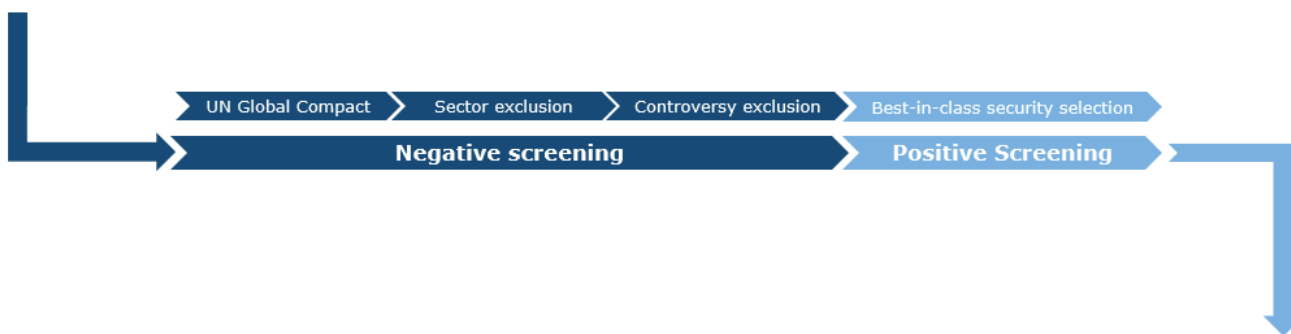 UN Global Compact
Sector exclusion
Controversy exclusion
Best-in-class security selection
Negative screening
Positive Screening